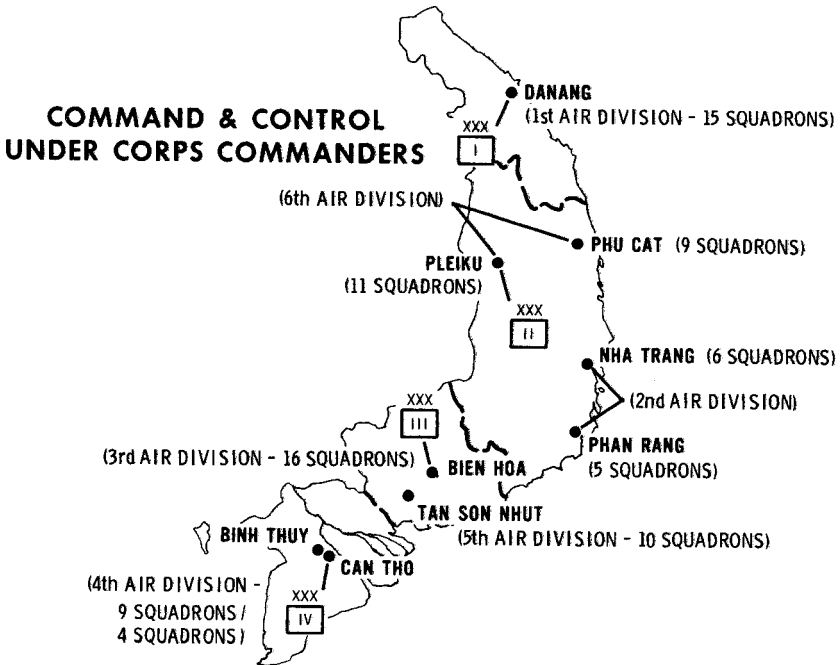 COMMAND & CONTROL
UNDER CORPS COMMANDERS
DANANG
(1st AIR DIVISION - 15 SQUADRONS)
XXX
I
(6th AIR DIVISION)
PHU CAT (9 SQUADRONS)
PLEIKU
(11 SQUADRONS)
XXX
II
NHA TRANG (6 SQUADRONS)
(2nd AIR DIVISION)
PHAN RANG
(5 SQUADRONS)
XXX
III
(3rd AIR DIVISION - 16 SQUADRONS)
BIEN HOA
TAN SON NHUT
(5th AIR DIVISION - 10 SQUADRONS)
BINH THUY
CAN THO
(4th AIR DIVISION -
9 SQUADRONS/
4 SQUADRONS)
XXX
IV